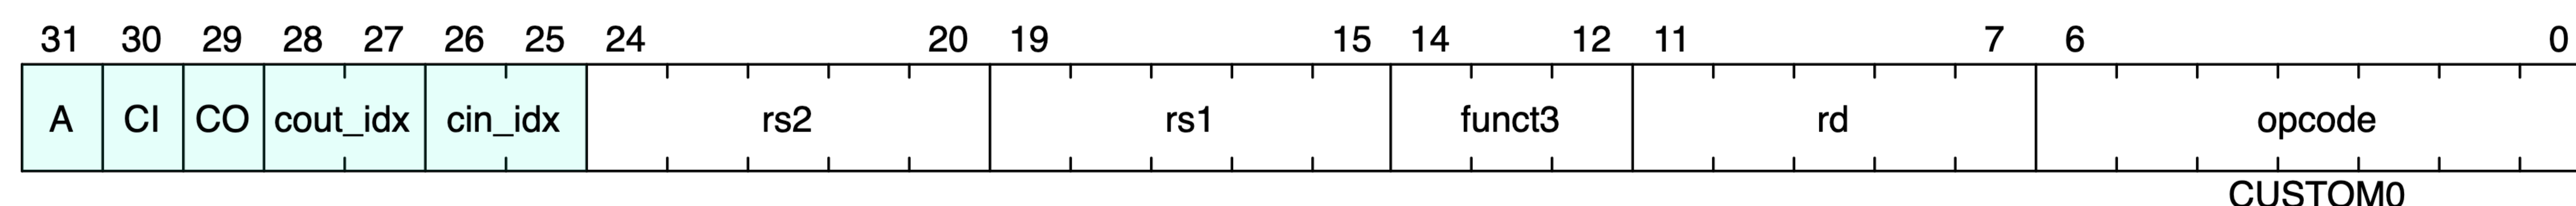 31 30 29 28 27 26 25 24 20 19 15 14 12 11 7 6 0
A CI CO cout_idx cin_idx rs2 rs1 funct3 rd opcode
CUSTOM0